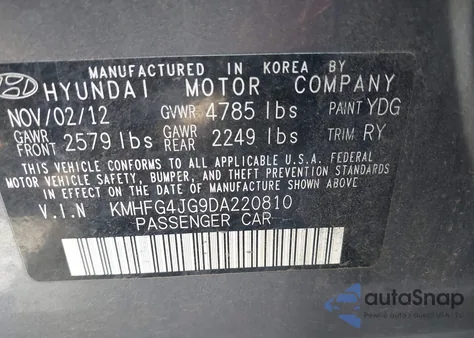 MANUFACTURED IN KOREA BY
HYUNDAI MOTOR COMPANY
NOV/02/12 GVWR 4785 lbs PAINT YDG
GAWR FRONT 2579 lbs GAWR REAR 2249 lbs TRIM RY
THIS VEHICLE CONFORMS TO ALL APPLICABLE U.S.A. FEDERAL
MOTOR VEHICLE SAFETY, BUMPER, AND THEFT PREVENTION STANDARDS
IN EFFECT ON THE DATE OF MANUFACTURE SHOWN ABOVE.
V.I.N KMHFG4JG9DA220810
PASSENGER CAR
autoSnap